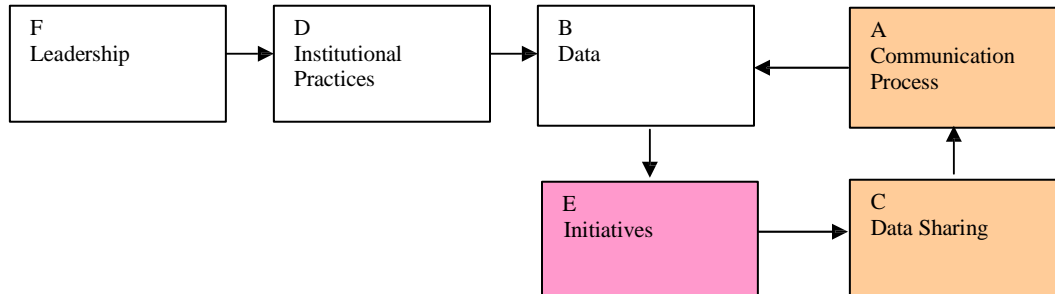 F
Leadership
D
Institutional
Practices
B
Data
A
Communication
Process
E
Initiatives
C
Data Sharing